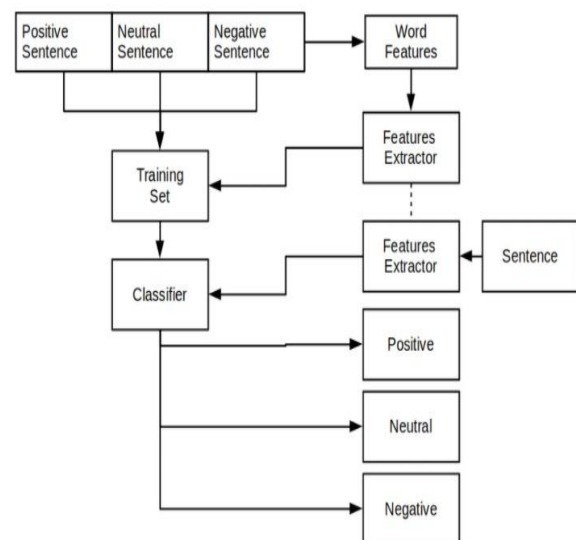 Positive
Sentence
Neutral
Sentence
Negative
Sentence
Word
Features
Features
Extractor
Training
Set
Features
Extractor
Sentence
Classifier
Positive
Neutral
Negative